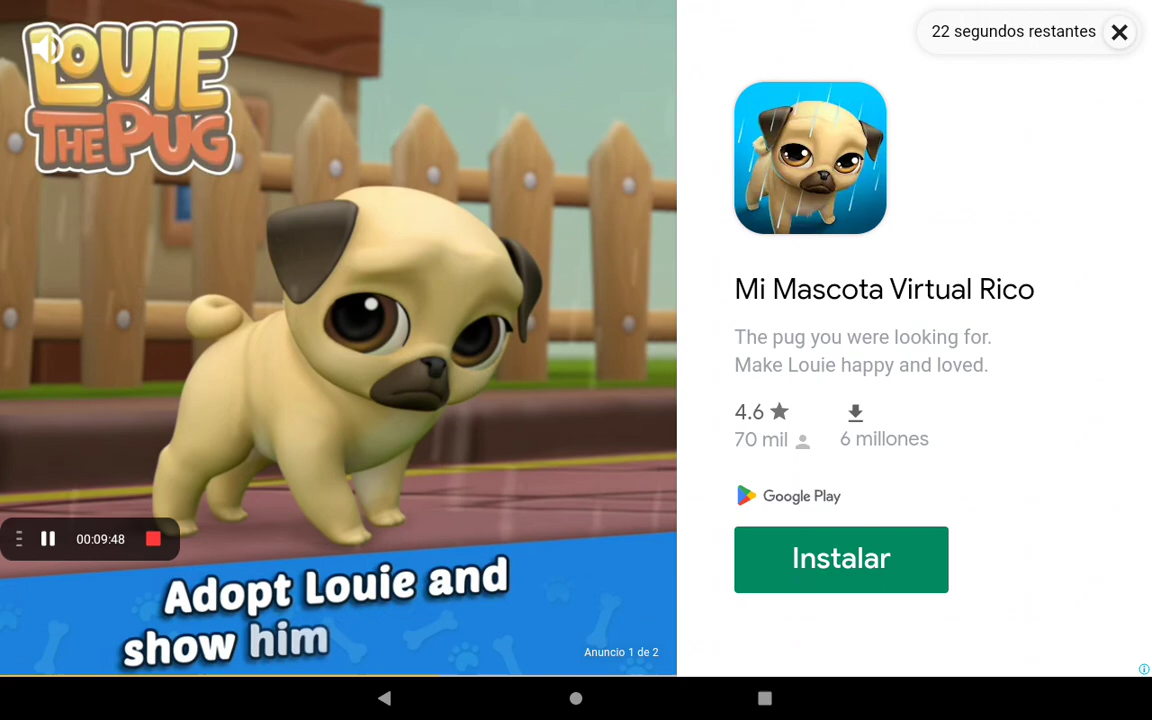 LOUIE
THE PUG
22 segundos restantes
Mi Mascota Virtual Rico
The pug you were looking for.
Make Louie happy and loved.
4.6
70 mil
6 millones
Google Play
Instalar
00:09:48
Adopt Louie and
show him
Anuncio 1 de 2